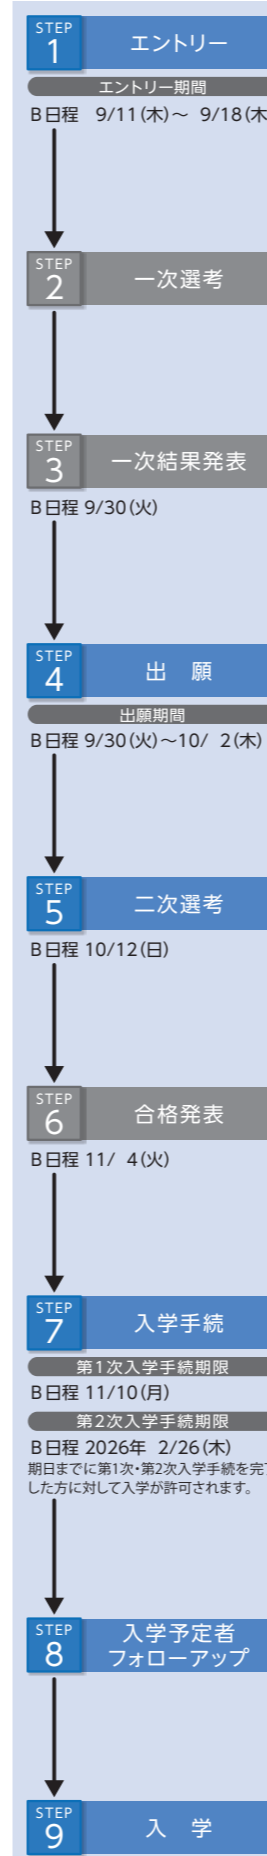 STEP
1
エントリー
エントリー期間
B日程 9/11(木)～ 9/18(木
STEP
2
一次選考
STEP
3
一次結果発表
B日程 9/30(火)
STEP
4
出 願
出願期間
B日程 9/30(火)～10/ 2(木)
STEP
5
二次選考
B日程 10/12(日)
STEP
6
合格発表
B日程 11/ 4(火)
STEP
7
入学手続
第1次入学手続期限
B日程 11/10(月)
第2次入学手続期限
B日程 2026年 2/26(木)
期日までに第1次・第2次入学手続を完
した方に対して入学が許可されます。
STEP
8
入学予定者
フォローアップ
STEP
9
入 学